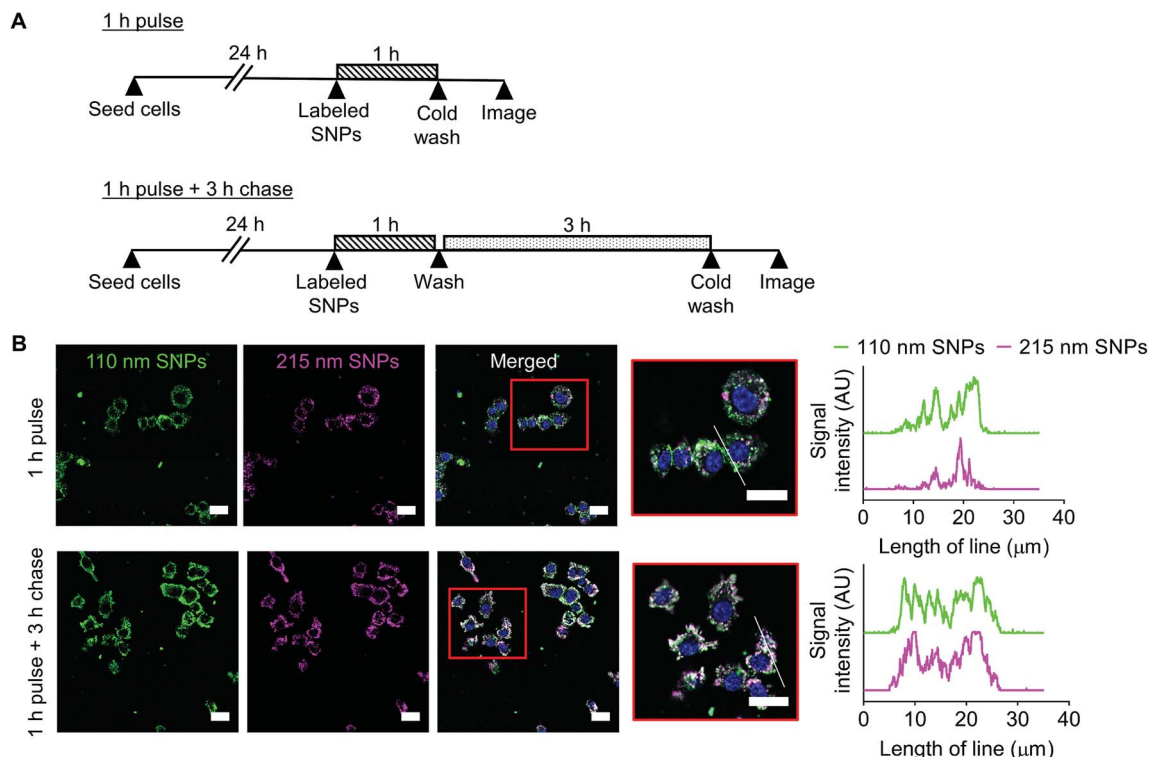 A
1 h pulse
24 h
1 h
Seed cells
Labeled
SNPs
Cold
wash
Image
1 h pulse + 3 h chase
24 h
1 h
3 h
Seed cells
Labeled
SNPs
Wash
Cold
wash
Image
B
110 nm SNPs
215 nm SNPs
Merged
1 h pulse
110 nm SNPs
215 nm SNPs
Signal
intensity (AU)
0 10 20 30 40
Length of line (μm)
1 h pulse + 3 h chase
Signal
intensity (AU)
0 10 20 30 40
Length of line (μm)